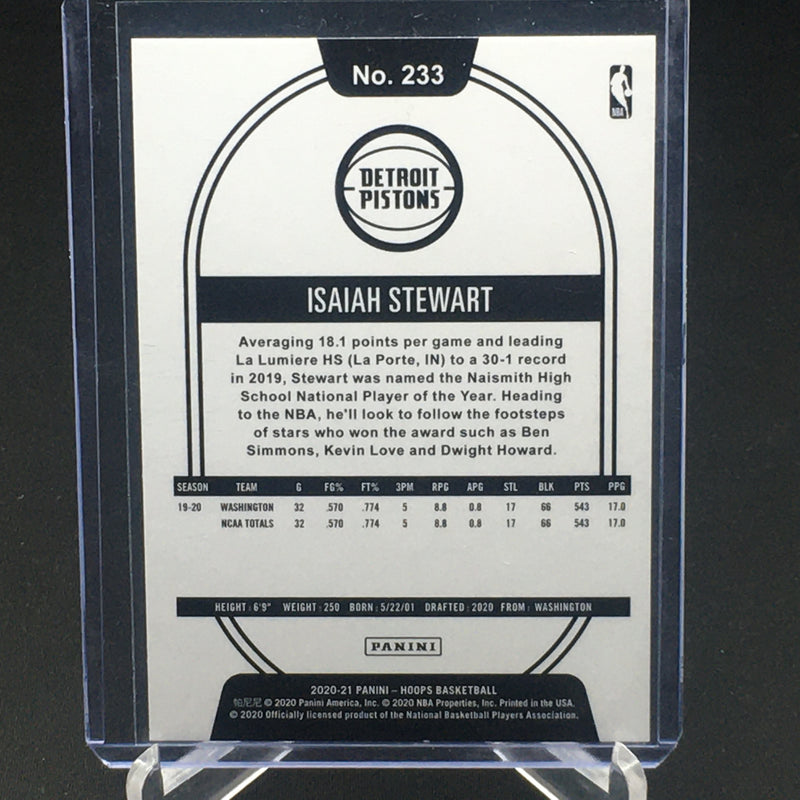 No. 233
NBA
DETROIT
PISTONS
ISAIAH STEWART
Averaging 18.1 points per game and leading
La Lumiere HS (La Porte, IN) to a 30-1 record
in 2019, Stewart was named the Naismith High
School National Player of the Year. Heading
to the NBA, he'll look to follow the footsteps
of stars who won the award such as Ben
Simmons, Kevin Love and Dwight Howard.
SEASON TEAM G FG% FT% 3PM RPG APG STL BLK PTS PPG
19-20 WASHINGTON 32 .570 .774 5 8.8 0.8 17 66 543 17.0
NCAA TOTALS 32 .570 .774 5 8.8 0.8 17 66 543 17.0
HEIGHT: 6'9" WEIGHT: 250 BORN: 5/22/01 DRAFTED: 2020 FROM: WASHINGTON
PANINI
2020-21 PANINI – HOOPS BASKETBALL
帕尼尼 © 2020 Panini America, Inc. © 2020 NBA Properties, Inc. Printed in the USA.
© 2020 Officially licensed product of the National Basketball Players Association.